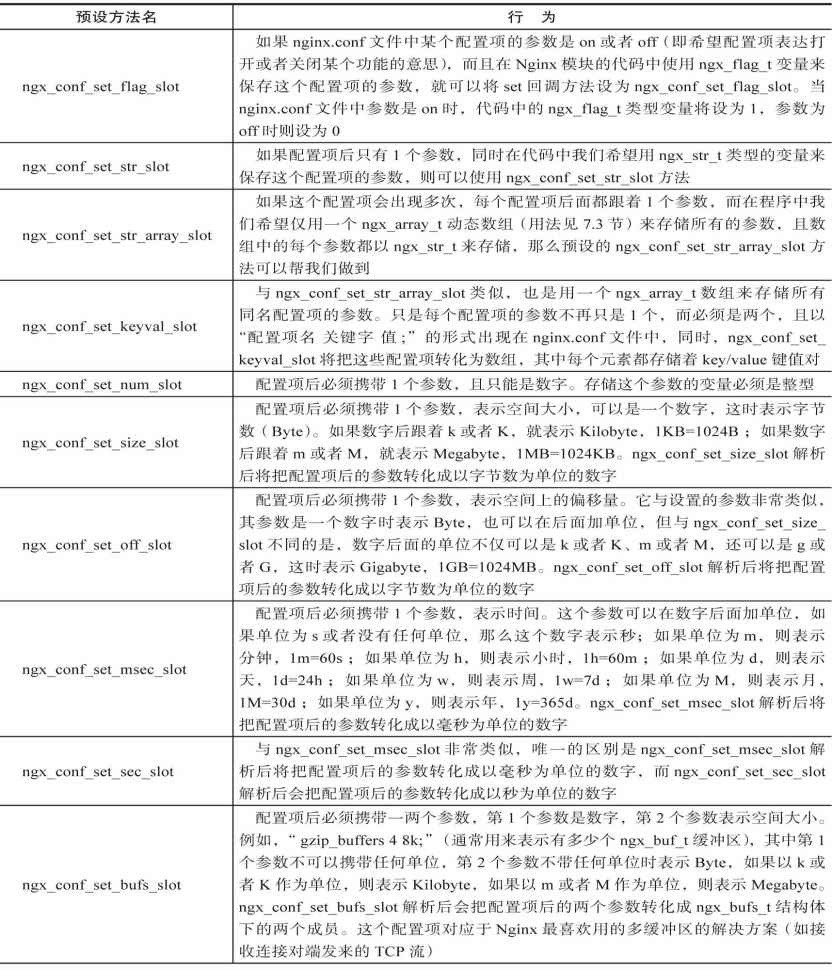 预设方法名
行 为
ngx_conf_set_flag_slot
如果 nginx.conf 文件中某个配置项的参数是 on 或者 off（即希望配置项表达打
开或者关闭某个功能的意思），而且在 Nginx 模块的代码中使用 ngx_flag_t 变量来
保存这个配置项的参数，就可以将 set 回调方法设为 ngx_conf_set_flag_slot。当
nginx.conf 文件中参数是 on 时，代码中的 ngx_flag_t 类型变量将设为 1，参数为
off 时则设为 0
ngx_conf_set_str_slot
如果配置项后只有 1 个参数，同时在代码中我们希望用 ngx_str_t 类型的变量来
保存这个配置项的参数，则可以使用 ngx_conf_set_str_slot 方法
ngx_conf_set_str_array_slot
如果这个配置项会出现多次，每个配置项后面都跟着 1 个参数，而在程序中我
们希望仅用一个 ngx_array_t 动态数组（用法见 7.3 节）来存储所有的参数，且数
组中的每个参数都以 ngx_str_t 来存储，那么预设的 ngx_conf_set_str_array_slot 方
法可以帮我们做到
ngx_conf_set_keyval_slot
与 ngx_conf_set_str_array_slot 类似，也是用一个 ngx_array_t 数组来存储所有
同名配置项的参数。只是每个配置项的参数不再只是 1 个，而必须是两个，且以
“配置项名 关键字 值;”的形式出现在 nginx.conf 文件中，同时，ngx_conf_set_
keyval_slot 将把这些配置项转化为数组，其中每个元素都存储着 key/value 键值对
ngx_conf_set_num_slot
配置项后必须携带 1 个参数，且只能是数字。存储这个参数的变量必须是整型
ngx_conf_set_size_slot
配置项后必须携带 1 个参数，表示空间大小，可以是一个数字，这时表示字节
数（Byte）。如果数字后跟着 k 或者 K，就表示 Kilobyte，1KB=1024B；如果数字
后跟着 m 或者 M，就表示 Megabyte，1MB=1024KB。ngx_conf_set_size_slot 解析
后将把配置项后的参数转化成以字节数为单位的数字
ngx_conf_set_off_slot
配置项后必须携带 1 个参数，表示空间上的偏移量。它与设置的参数非常类似，
其参数是一个数字时表示 Byte，也可以在后面加单位，但与 ngx_conf_set_size_
slot 不同的是，数字后面的单位不仅可以是 k 或者 K、m 或者 M，还可以是 g 或
者 G，这时表示 Gigabyte，1GB=1024MB。ngx_conf_set_off_slot 解析后将把配置
项后的参数转化成以字节数为单位的数字
ngx_conf_set_msec_slot
配置项后必须携带 1 个参数，表示时间。这个参数可以在数字后面加单位，如
果单位为 s 或者没有任何单位，那么这个数字表示秒；如果单位为 m，则表示
分钟，1m=60s；如果单位为 h，则表示小时，1h=60m；如果单位为 d，则表示
天，1d=24h；如果单位为 w，则表示周，1w=7d；如果单位为 M，则表示月，
1M=30d；如果单位为 y，则表示年，1y=365d。ngx_conf_set_msec_slot 解析后将
把配置项后的参数转化成以毫秒为单位的数字
ngx_conf_set_sec_slot
与 ngx_conf_set_msec_slot 非常类似，唯一的区别是 ngx_conf_set_msec_slot 解
析后将把配置项后的参数转化成以毫秒为单位的数字，而 ngx_conf_set_sec_slot
解析后会把配置项后的参数转化成以秒为单位的数字
ngx_conf_set_bufs_slot
配置项后必须携带一两个参数，第 1 个参数是数字，第 2 个参数表示空间大小。
例如，“gzip_buffers 4 8k;”（通常用来表示有多少个 ngx_buf_t 缓冲区），其中第 1
个参数不可以携带任何单位，第 2 个参数不带任何单位时表示 Byte，如果以 k 或
者 K 作为单位，则表示 Kilobyte，如果以 m 或者 M 作为单位，则表示 Megabyte。
ngx_conf_set_bufs_slot 解析后会把配置项后的两个参数转化成 ngx_bufs_t 结构体
下的两个成员。这个配置项对应于 Nginx 最喜欢用的多缓冲区的解决方案（如接
收连接对端发来的 TCP 流）